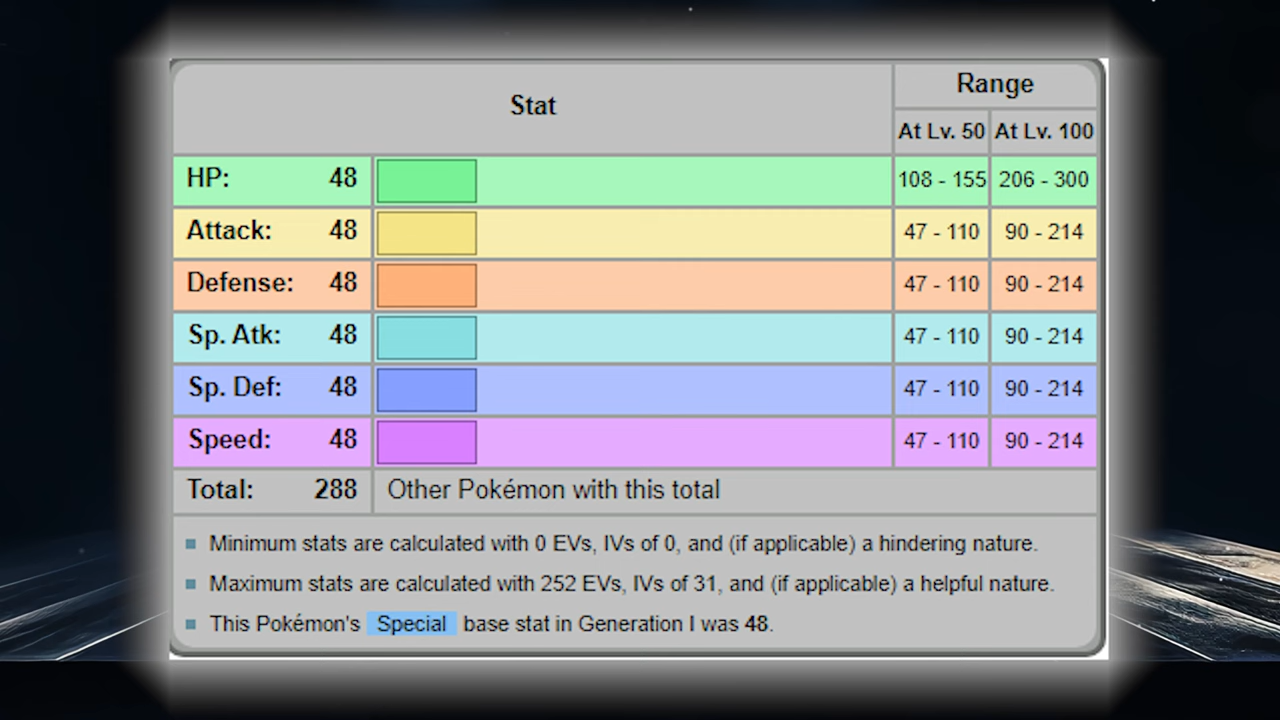 Stat
Range
At Lv. 50 At Lv. 100
HP: 48 108 - 155 206 - 300
Attack: 48 47 - 110 90 - 214
Defense: 48 47 - 110 90 - 214
Sp. Atk: 48 47 - 110 90 - 214
Sp. Def: 48 47 - 110 90 - 214
Speed: 48 47 - 110 90 - 214
Total: 288 Other Pokémon with this total
Minimum stats are calculated with 0 EVs, IVs of 0, and (if applicable) a hindering nature.
Maximum stats are calculated with 252 EVs, IVs of 31, and (if applicable) a helpful nature.
This Pokémon's Special base stat in Generation I was 48.